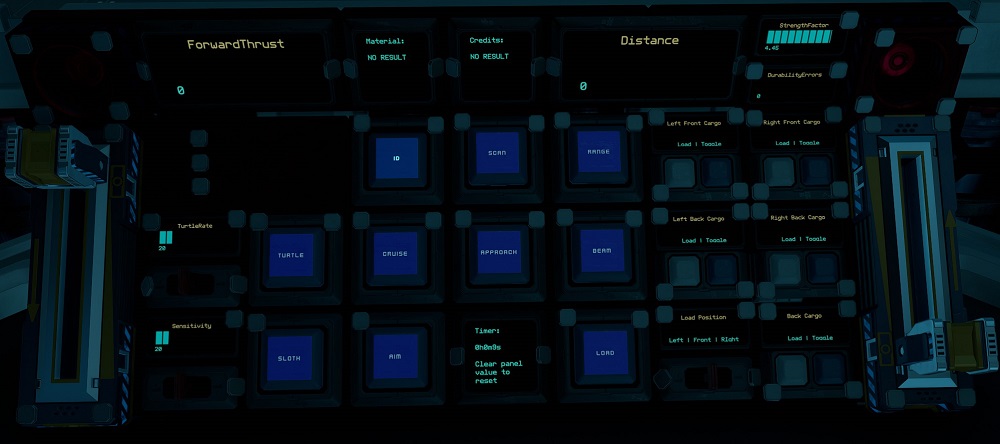 ForwardThrust
0
Material:
NO RESULT
Credits:
NO RESULT
Distance
0
StrengthFactor
4.45
DurabilityErrors
0
SCAN
RANGE
Left Front Cargo
Load | Toggle
Right Front Cargo
Load | Toggle
TurtleRate
20
TURTLE
CRUISE
APPROACH
BEAM
Left Back Cargo
Load | Toggle
Right Back Cargo
Load | Toggle
Sensitivity
20
SLOTH
AIM
Timer:
0h0m9s
Clear panel
value to
reset
LOAD
Load Position
Left | Front | Right
Back Cargo
Load | Toggle